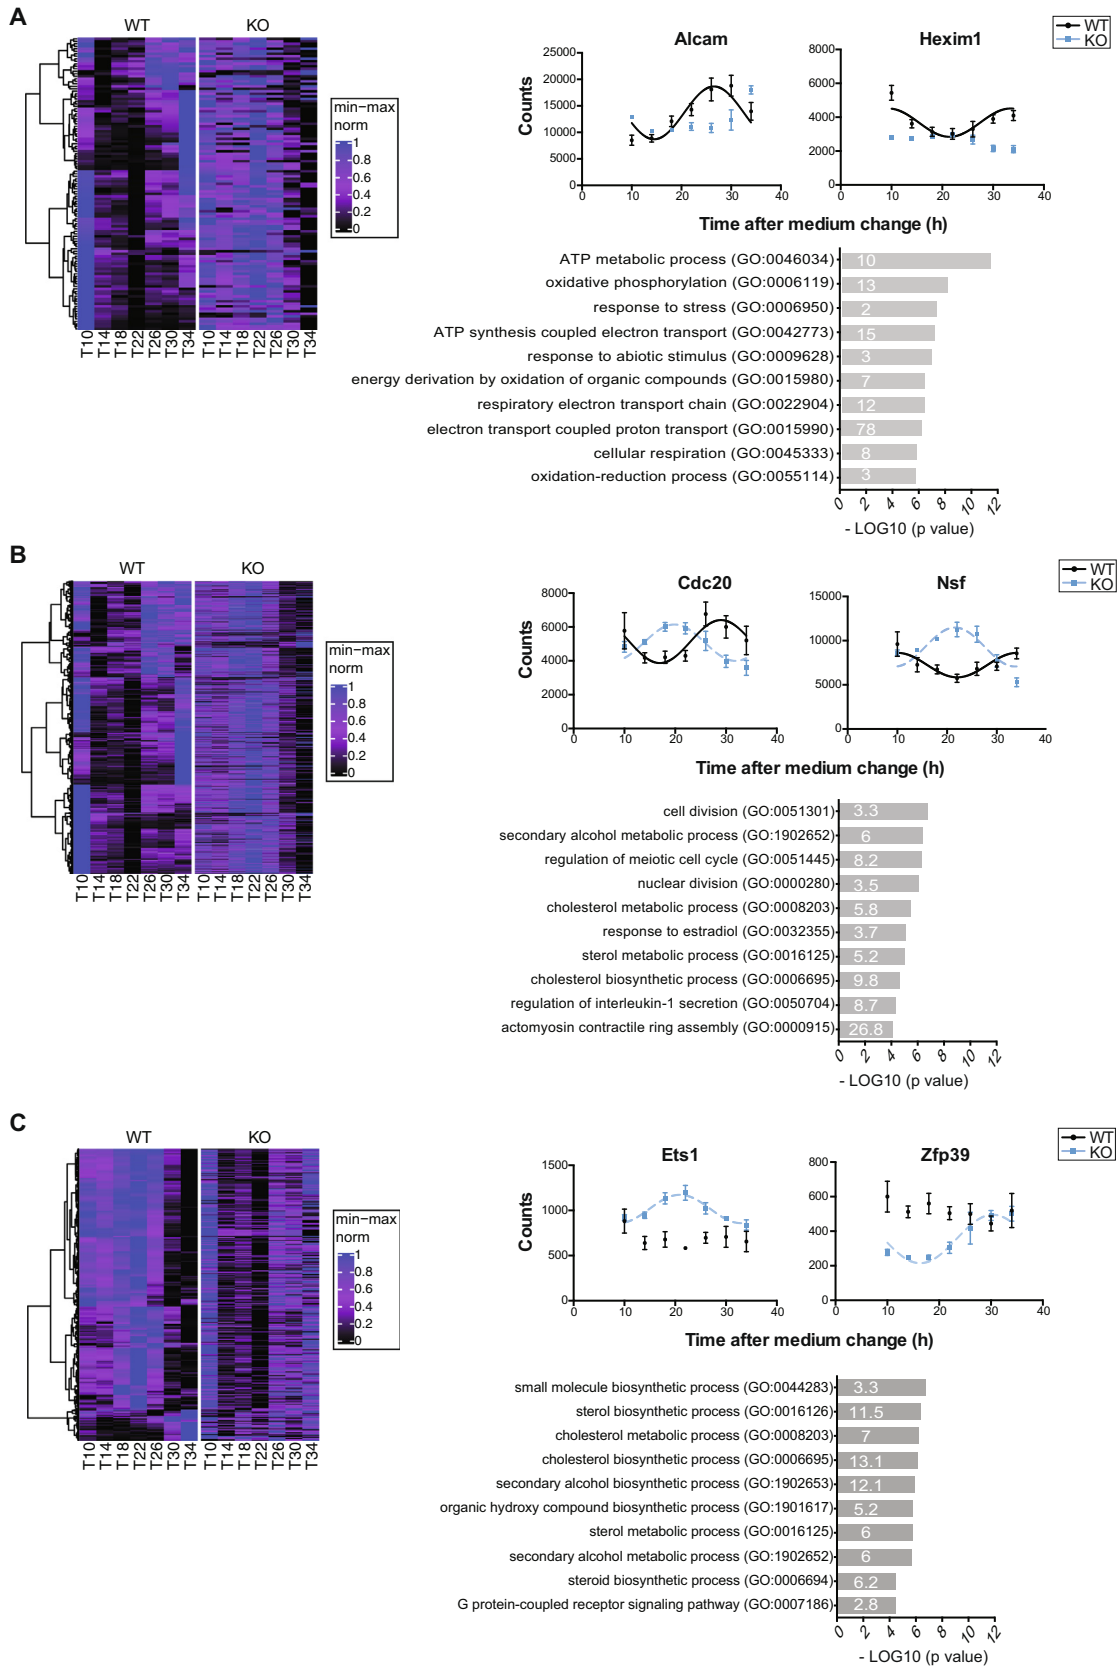 A
WT KO
min-max
norm
1
0.8
0.6
0.4
0.2
0
T10 T14 T18 T22 T26 T30 T34 T10 T14 T18 T22 T26 T30 T34
WT
KO
Alcam
Hexim1
Counts
25000
20000
15000
10000
5000
0
0 10 20 30 40
8000
6000
4000
2000
0
0 10 20 30 40
Time after medium change (h)
ATP metabolic process (GO:0046034) 10
oxidative phosphorylation (GO:0006119) 13
response to stress (GO:0006950) 2
ATP synthesis coupled electron transport (GO:0042773) 15
response to abiotic stimulus (GO:0009628) 3
energy derivation by oxidation of organic compounds (GO:0015980) 7
respiratory electron transport chain (GO:0022904) 12
electron transport coupled proton transport (GO:0015990) 78
cellular respiration (GO:0045333) 8
oxidation-reduction process (GO:0055114) 3
0 2 4 6 8 10 12
- LOG10 (p value)
B
WT KO
min-max
norm
1
0.8
0.6
0.4
0.2
0
T10 T14 T18 T22 T26 T30 T34 T10 T14 T18 T22 T26 T30 T34
WT
KO
Cdc20
Nsf
Counts
8000
6000
4000
2000
0
0 10 20 30 40
15000
10000
5000
0
0 10 20 30 40
Time after medium change (h)
cell division (GO:0051301) 3.3
secondary alcohol metabolic process (GO:1902652) 6
regulation of meiotic cell cycle (GO:0051445) 8.2
nuclear division (GO:0000280) 3.5
cholesterol metabolic process (GO:0008203) 5.8
response to estradiol (GO:0032355) 3.7
sterol metabolic process (GO:0016125) 5.2
cholesterol biosynthetic process (GO:0006695) 9.8
regulation of interleukin-1 secretion (GO:0050704) 8.7
actomyosin contractile ring assembly (GO:0000915) 26.8
0 2 4 6 8 10 12
- LOG10 (p value)
C
WT KO
min-max
norm
1
0.8
0.6
0.4
0.2
0
T10 T14 T18 T22 T26 T30 T34 T10 T14 T18 T22 T26 T30 T34
WT
KO
Ets1
Zfp39
Counts
1500
1000
500
0
0 10 20 30 40
800
600
400
200
0
0 10 20 30 40
Time after medium change (h)
small molecule biosynthetic process (GO:0044283) 3.3
sterol biosynthetic process (GO:0016126) 11.5
cholesterol metabolic process (GO:0008203) 7
cholesterol biosynthetic process (GO:0006695) 13.1
secondary alcohol biosynthetic process (GO:1902653) 12.1
organic hydroxy compound biosynthetic process (GO:1901617) 5.2
sterol metabolic process (GO:0016125) 6
secondary alcohol metabolic process (GO:1902652) 6
steroid biosynthetic process (GO:0006694) 6.2
G protein-coupled receptor signaling pathway (GO:0007186) 2.8
0 2 4 6 8 10 12
- LOG10 (p value)